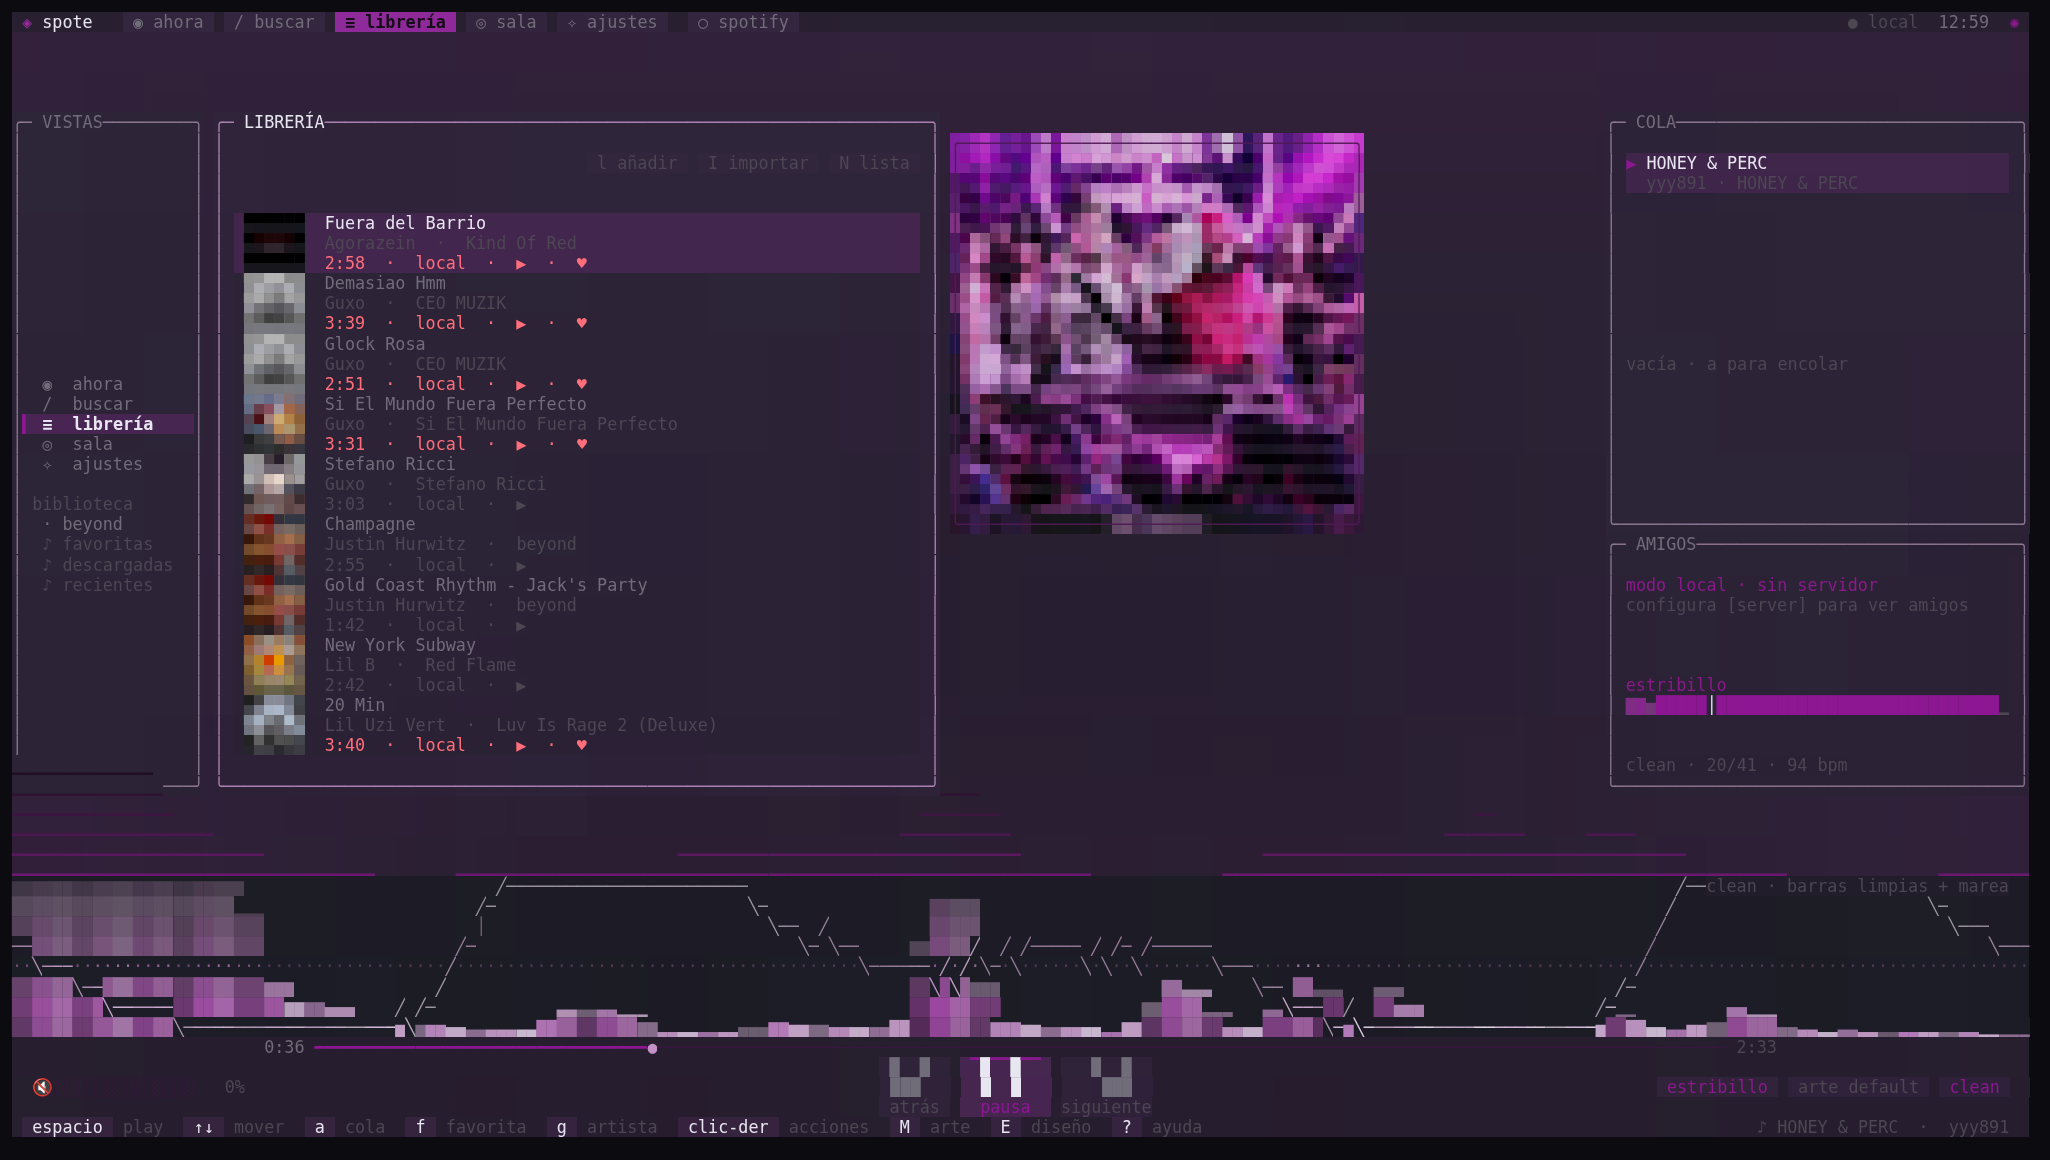 ◈ spote ◉ ahora / buscar ≡ librería ◎ sala ✧ ajustes ○ spotify ● local 12:59
VISTAS
◉ ahora
/ buscar
≡ librería
◎ sala
✧ ajustes
biblioteca
· beyond
♪ favoritas
♪ descargadas
♪ recientes
LIBRERÍA
l añadir I importar N lista
Fuera del Barrio
Agorazein · Kind Of Red
2:58 · local · ▶ · ♥
Demasiao Hmm
Guxo · CEO MUZIK
3:39 · local · ▶ · ♥
Glock Rosa
Guxo · CEO MUZIK
2:51 · local · ▶ · ♥
Si El Mundo Fuera Perfecto
Guxo · Si El Mundo Fuera Perfecto
3:31 · local · ▶ · ♥
Stefano Ricci
Guxo · Stefano Ricci
3:03 · local · ▶
Champagne
Justin Hurwitz · beyond
2:55 · local · ▶
Gold Coast Rhythm - Jack's Party
Justin Hurwitz · beyond
1:42 · local · ▶
New York Subway
Lil B · Red Flame
2:42 · local · ▶
20 Min
Lil Uzi Vert · Luv Is Rage 2 (Deluxe)
3:40 · local · ▶ · ♥
COLA
▶ HONEY & PERC
yyy891 · HONEY & PERC
vacía · a para encolar
AMIGOS
modo local · sin servidor
configura [server] para ver amigos
estribillo
clean · 20/41 · 94 bpm
clean · barras limpias + marea
0:36 2:33
0%
atrás pausa siguiente
estribillo arte default clean
espacio play ↑↓ mover a cola f favorita g artista clic-der acciones M arte E diseño ? ayuda
♪ HONEY & PERC · yyy891